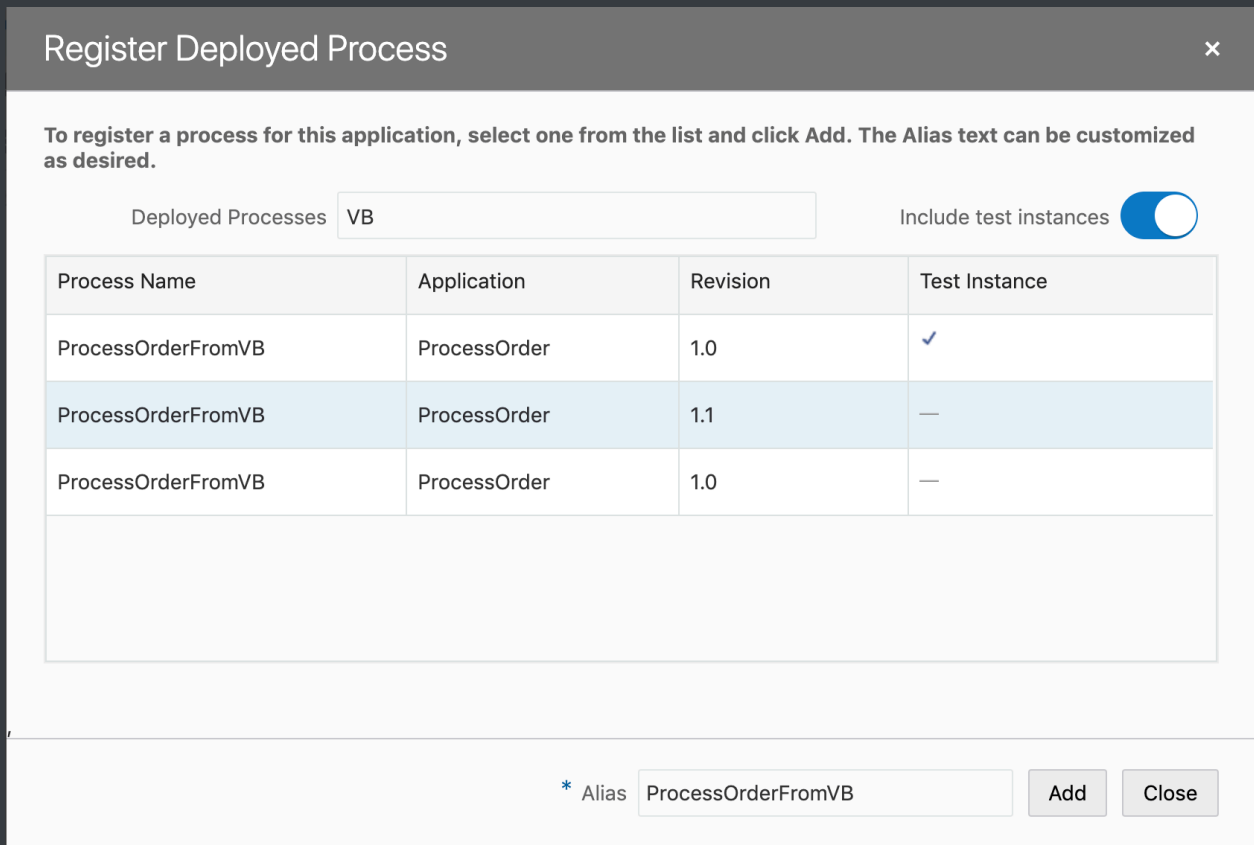 Register Deployed Process ×
To register a process for this application, select one from the list and click Add. The Alias text can be customized
as desired.
Deployed Processes VB Include test instances
Process Name Application Revision Test Instance
ProcessOrderFromVB ProcessOrder 1.0 ✓
ProcessOrderFromVB ProcessOrder 1.1 —
ProcessOrderFromVB ProcessOrder 1.0 —
,
* Alias ProcessOrderFromVB Add Close